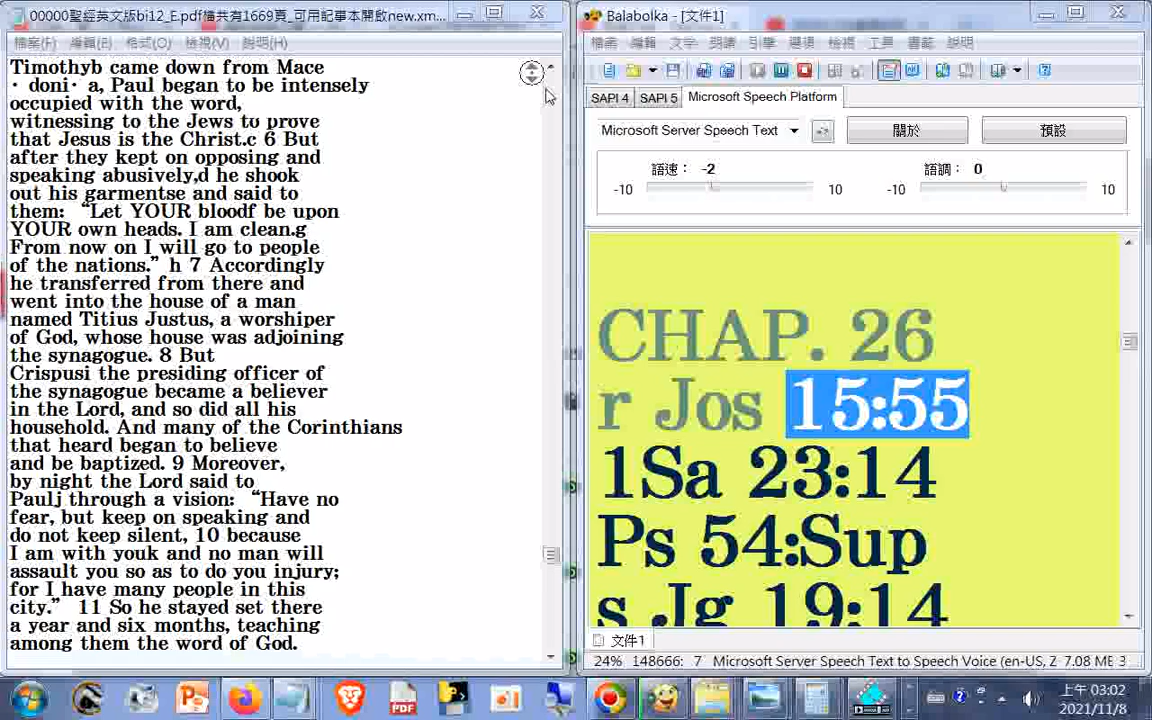 00000聖經英文版bi12_E.pdf檔共有1669頁_可用記事本開啟new.xm...
檔案(F) 編輯(E) 格式(O) 檢視(V) 說明(H)
Timothyb came down from Mace
· doni· a, Paul began to be intensely
occupied with the word,
witnessing to the Jews to prove
that Jesus is the Christ.c 6 But
after they kept on opposing and
speaking abusively,d he shook
out his garmentse and said to
them: “Let YOUR bloodf be upon
YOUR own heads. I am clean.g
From now on I will go to people
of the nations.” h 7 Accordingly
he transferred from there and
went into the house of a man
named Titius Justus, a worshiper
of God, whose house was adjoining
the synagogue. 8 But
Crispusi the presiding officer of
the synagogue became a believer
in the Lord, and so did all his
household. And many of the Corinthians
that heard began to believe
and be baptized. 9 Moreover,
by night the Lord said to
Paulj through a vision: “Have no
fear, but keep on speaking and
do not keep silent, 10 because
I am with youk and no man will
assault you so as to do you injury;
for I have many people in this
city.” 11 So he stayed set there
a year and six months, teaching
among them the word of God.
Balabolka - [文件1]
檔案 編輯 文字 朗讀 引擎 選項 檢視 工具 書籤 說明
SAPI 4 SAPI 5 Microsoft Speech Platform
Microsoft Server Speech Text 關於 預設
語速： -2 語調： 0
-10 10 -10 10
CHAP. 26
r Jos 15:55
1Sa 23:14
Ps 54:Sup
s Jg 19:14
文件1
24% 148666: 7 Microsoft Server Speech Text to Speech Voice (en-US, Z 7.08 ME 3
PDF
上午 03:02
2021/11/8